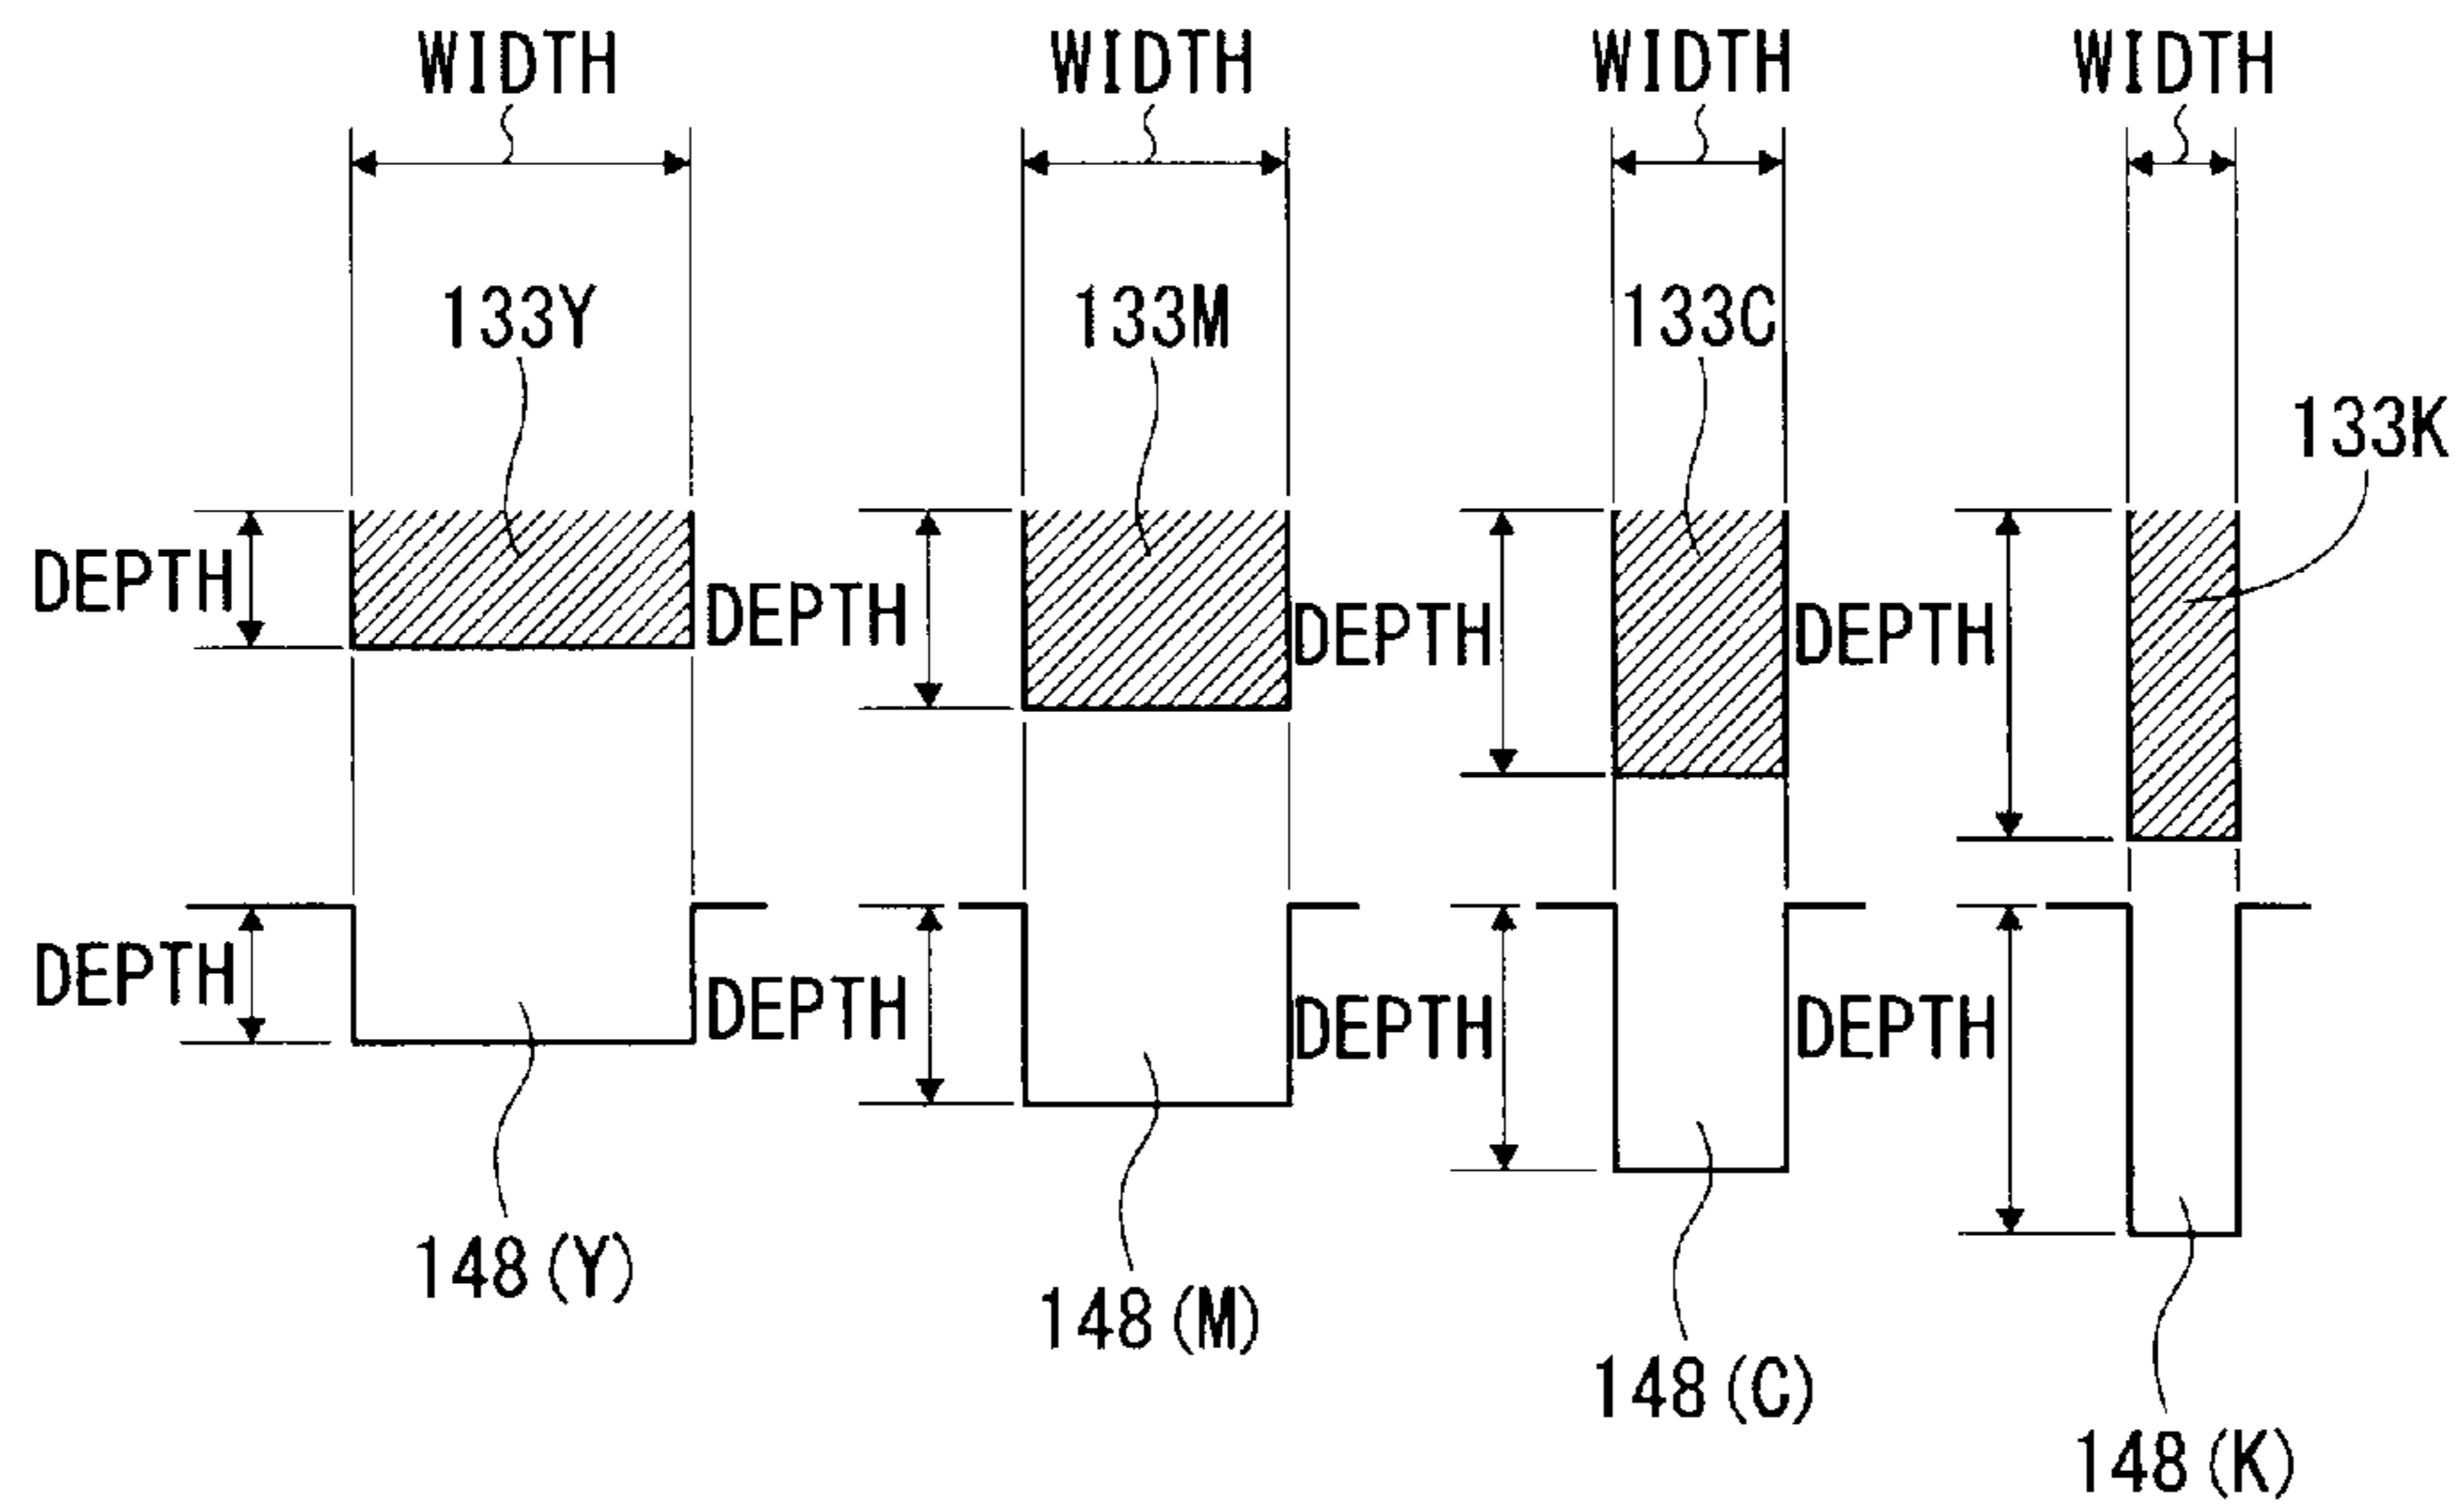 WIDTH WIDTH WIDTH WIDTH
133Y 133M 133C
133K
DEPTH DEPTH DEPTH DEPTH
DEPTH DEPTH DEPTH DEPTH
148(Y)
148(M)
148(C)
148(K)